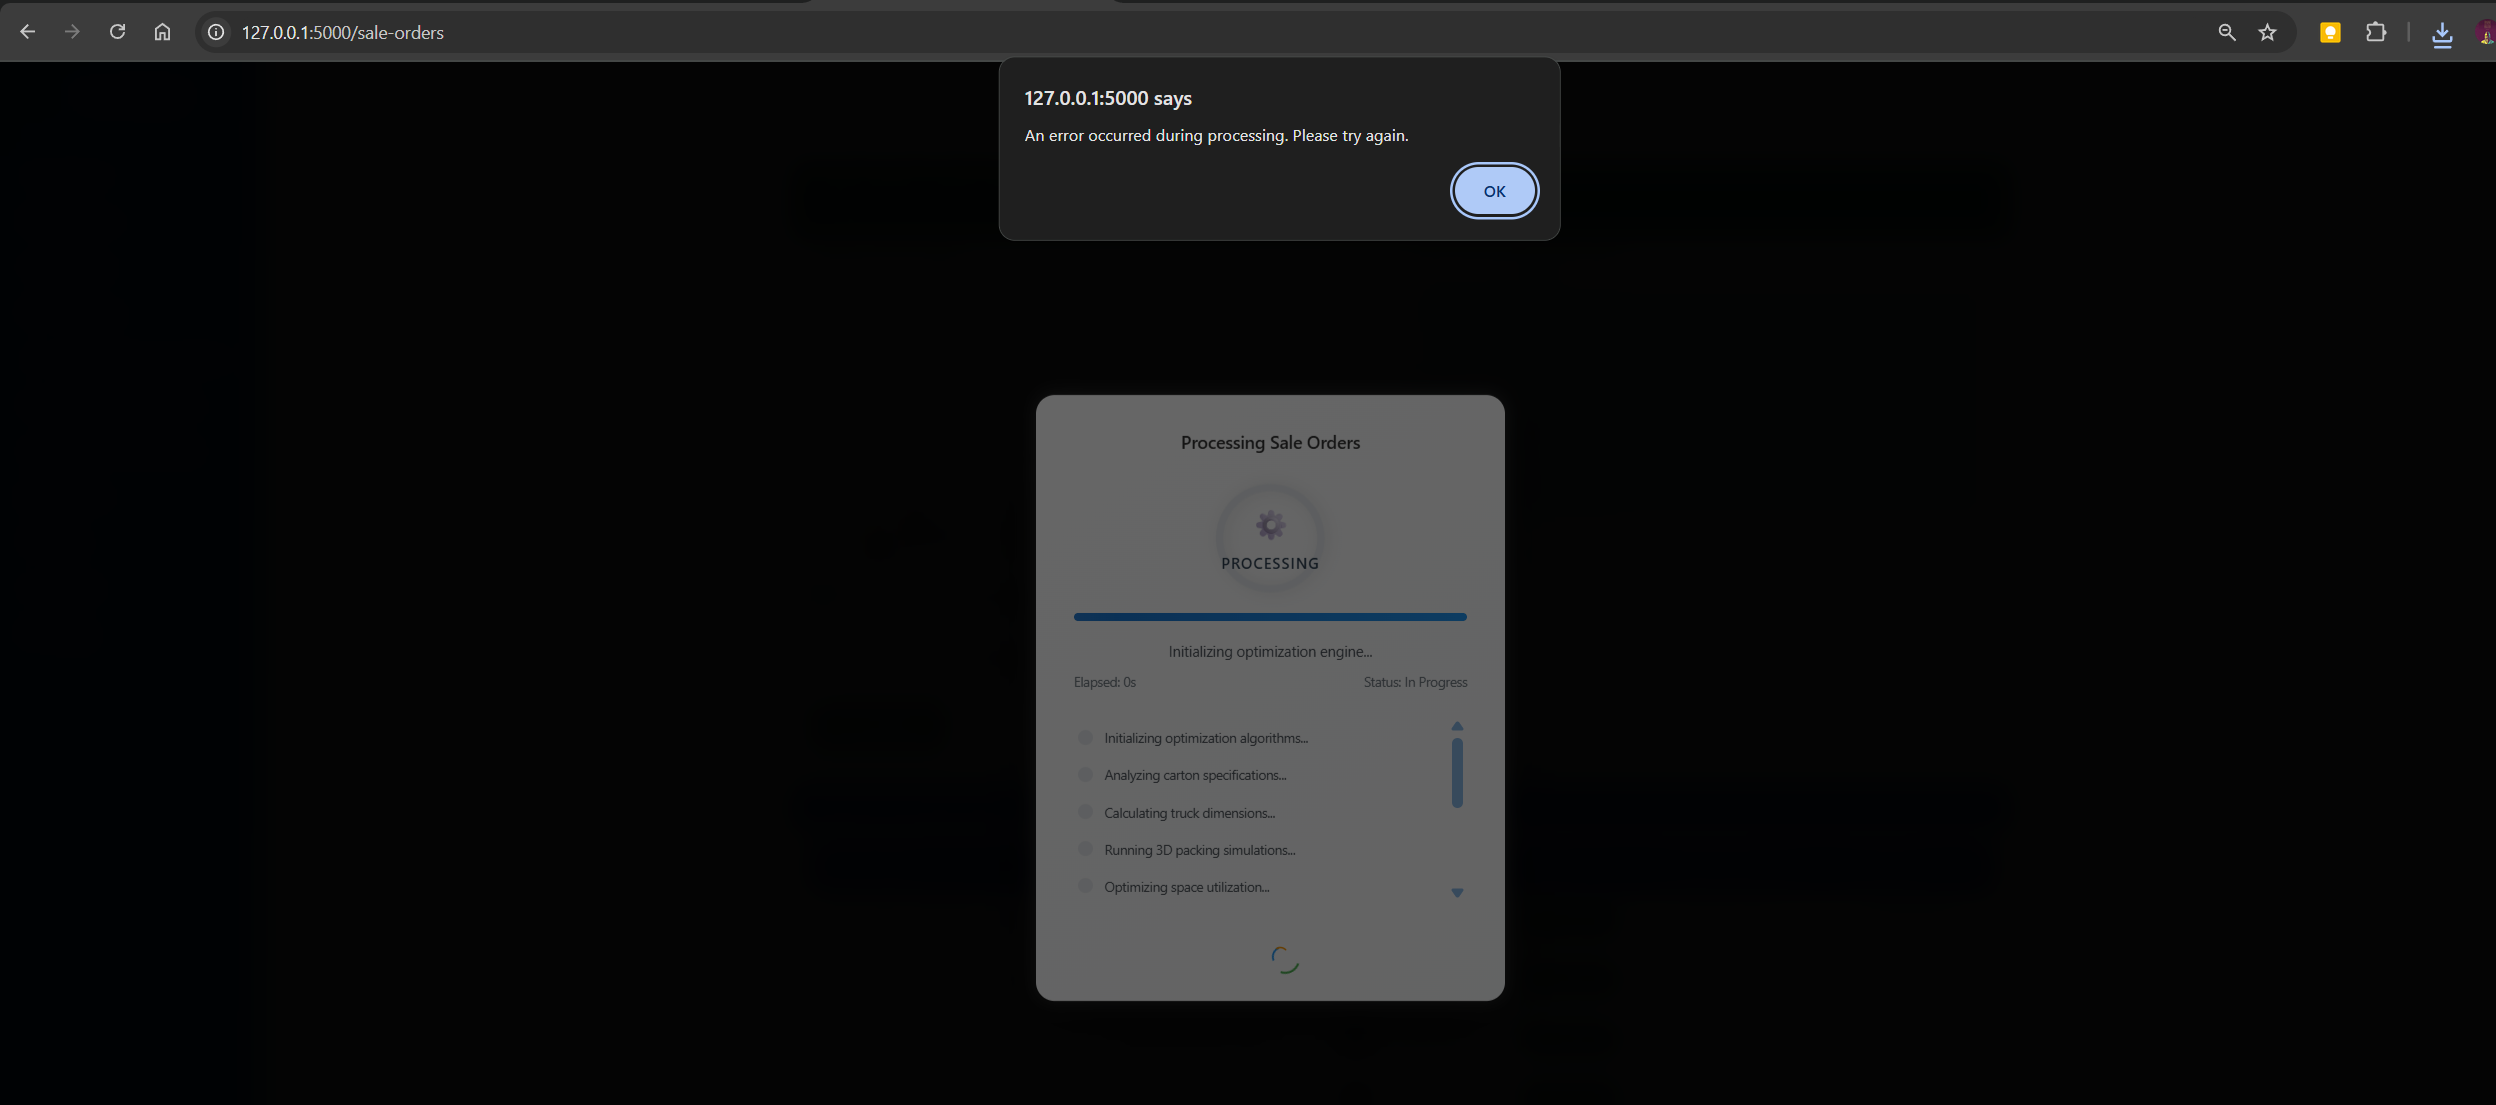 127.0.0.1:5000/sale-orders
127.0.0.1:5000 says
An error occurred during processing. Please try again.
OK
Processing Sale Orders
PROCESSING
Initializing optimization engine...
Elapsed: 0s
Status: In Progress
Initializing optimization algorithms...
Analyzing carton specifications...
Calculating truck dimensions...
Running 3D packing simulations...
Optimizing space utilization...